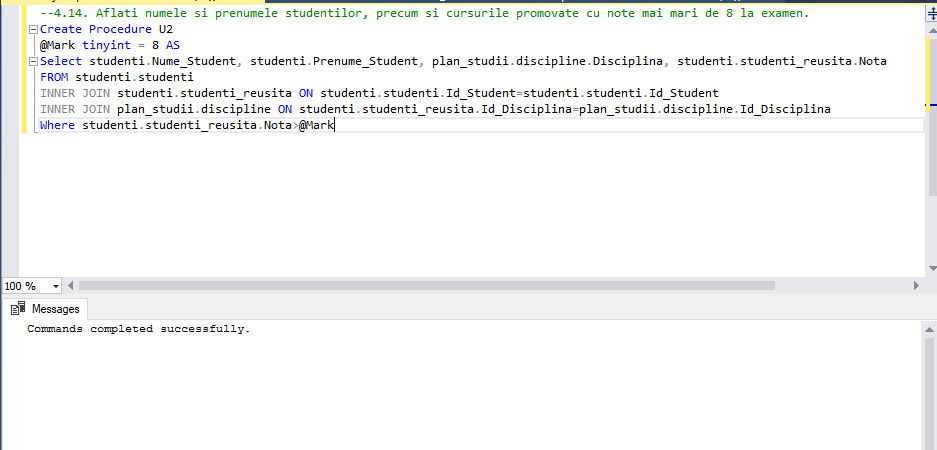 --4.14. Aflati numele si prenumele studentilor, precum si cursurile promovate cu note mai mari de 8 la examen.
Create Procedure U2
@Mark tinyint = 8 AS
Select studenti.Nume_Student, studenti.Prenume_Student, plan_studii.discipline.Disciplina, studenti.studenti_reusita.Nota
FROM studenti.studenti
INNER JOIN studenti.studenti_reusita ON studenti.studenti.Id_Student=studenti.studenti.Id_Student
INNER JOIN plan_studii.discipline ON studenti.studenti_reusita.Id_Disciplina=plan_studii.discipline.Id_Disciplina
Where studenti.studenti_reusita.Nota>@Mark
100 %
Messages
Commands completed successfully.